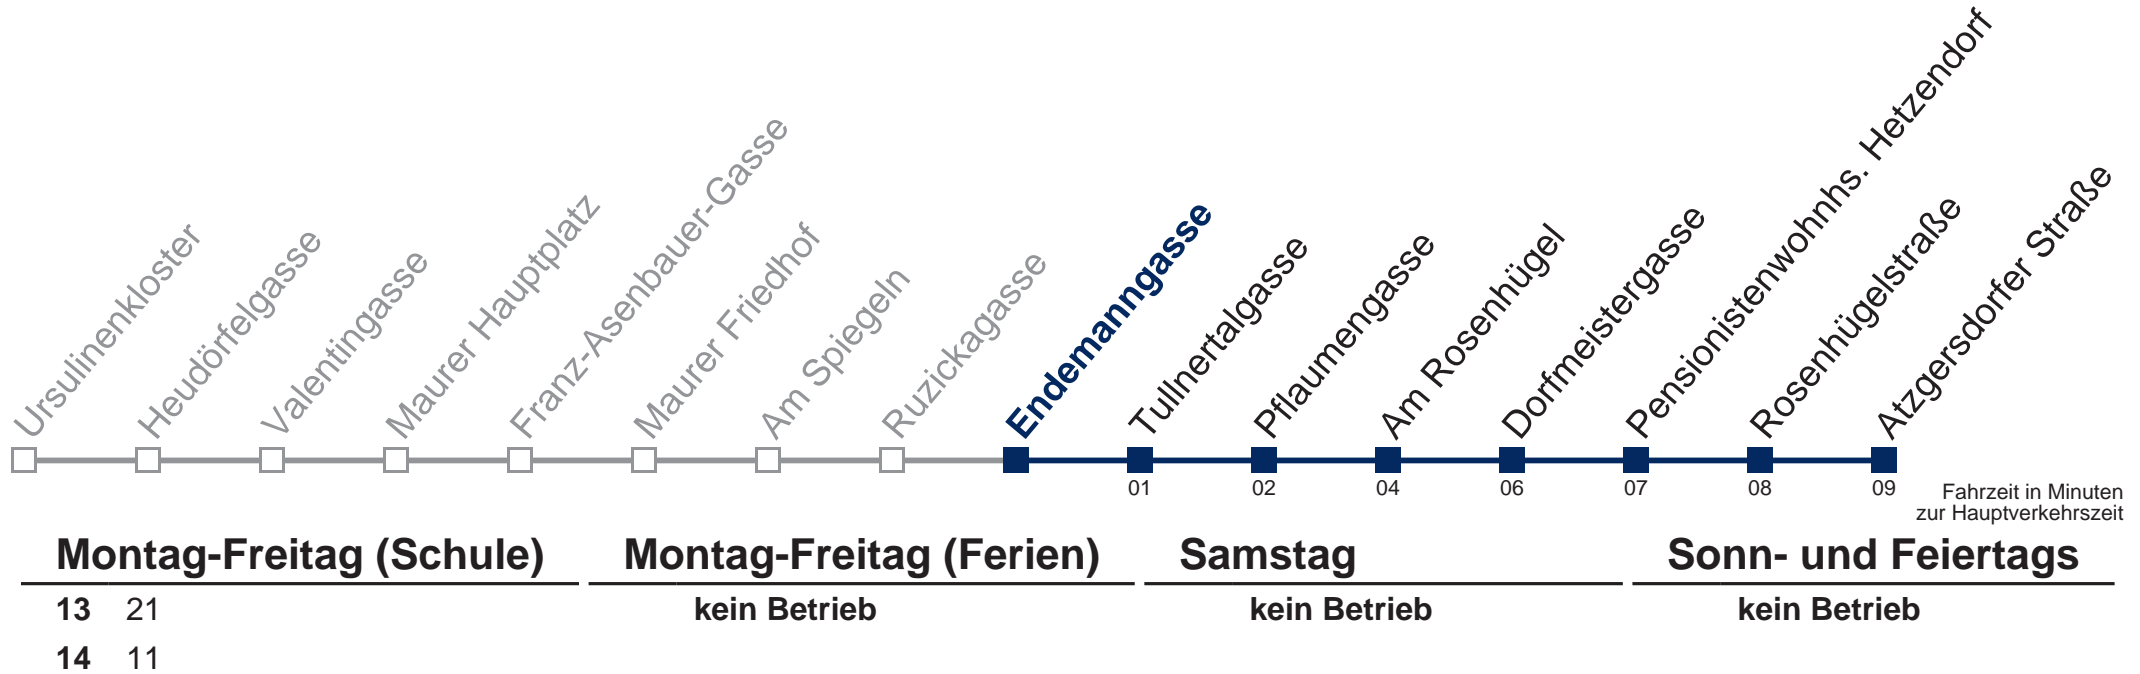 Ursulinenkloster
Heudörfelgasse
Valentingasse
Maurer Hauptplatz
Franz-Asenbauer-Gasse
Maurer Friedhof
Am Spiegeln
Ruzickagasse
Endemanngasse
Tullnertalgasse
Pflaumengasse
Am Rosenhügel
Dorfmeistergasse
Pensionistenwohnhs. Hetzendorf
Rosenhügelstraße
Atzgersdorfer Straße
01 02 04 06 07 08 09
Fahrzeit in Minuten
zur Hauptverkehrszeit
Montag-Freitag (Schule) Montag-Freitag (Ferien) Samstag Sonn- und Feiertags
13 21 kein Betrieb kein Betrieb kein Betrieb
14 11